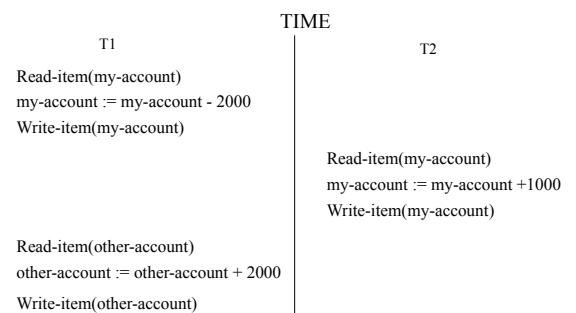 TIME
T1
T2
Read-item(my-account)
my-account := my-account - 2000
Write-item(my-account)
Read-item(my-account)
my-account := my-account +1000
Write-item(my-account)
Read-item(other-account)
other-account := other-account + 2000
Write-item(other-account)